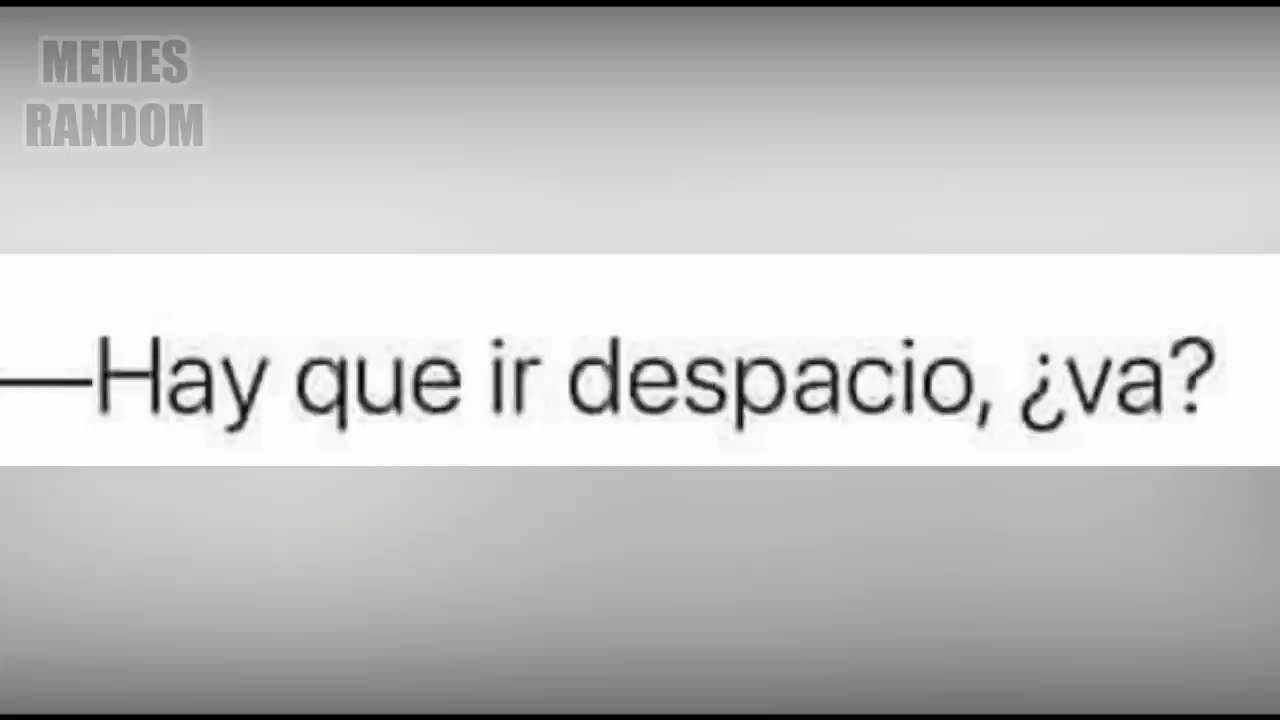 MEMES
RANDOM
—Hay que ir despacio, ¿va?